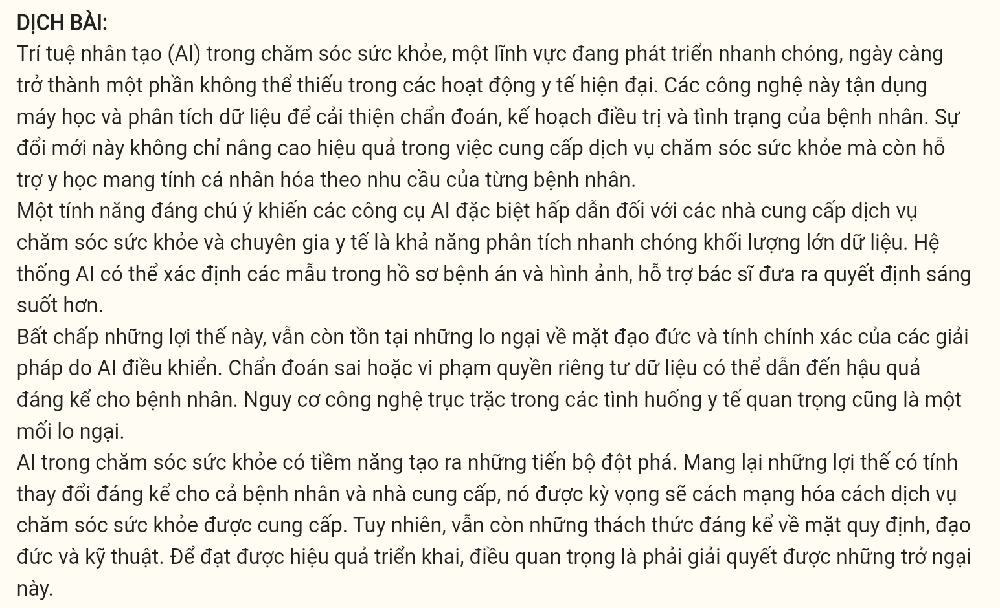 DỊCH BÀI:
Trí tuệ nhân tạo (AI) trong chăm sóc sức khỏe, một lĩnh vực đang phát triển nhanh chóng, ngày càng
trở thành một phần không thể thiếu trong các hoạt động y tế hiện đại. Các công nghệ này tận dụng
máy học và phân tích dữ liệu để cải thiện chẩn đoán, kế hoạch điều trị và tình trạng của bệnh nhân. Sự
đổi mới này không chỉ nâng cao hiệu quả trong việc cung cấp dịch vụ chăm sóc sức khỏe mà còn hỗ
trợ y học mang tính cá nhân hóa theo nhu cầu của từng bệnh nhân.
Một tính năng đáng chú ý khiến các công cụ AI đặc biệt hấp dẫn đối với các nhà cung cấp dịch vụ
chăm sóc sức khỏe và chuyên gia y tế là khả năng phân tích nhanh chóng khối lượng lớn dữ liệu. Hệ
thống AI có thể xác định các mẫu trong hồ sơ bệnh án và hình ảnh, hỗ trợ bác sĩ đưa ra quyết định sáng
suốt hơn.
Bất chấp những lợi thế này, vẫn còn tồn tại những lo ngại về mặt đạo đức và tính chính xác của các giải
pháp do AI điều khiển. Chẩn đoán sai hoặc vi phạm quyền riêng tư dữ liệu có thể dẫn đến hậu quả
đáng kể cho bệnh nhân. Nguy cơ công nghệ trục trặc trong các tình huống y tế quan trọng cũng là một
mối lo ngại.
AI trong chăm sóc sức khỏe có tiềm năng tạo ra những tiến bộ đột phá. Mang lại những lợi thế có tính
thay đổi đáng kể cho cả bệnh nhân và nhà cung cấp, nó được kỳ vọng sẽ cách mạng hóa cách dịch vụ
chăm sóc sức khỏe được cung cấp. Tuy nhiên, vẫn còn những thách thức đáng kể về mặt quy định, đạo
đức và kỹ thuật. Để đạt được hiệu quả triển khai, điều quan trọng là phải giải quyết được những trở ngại
này.